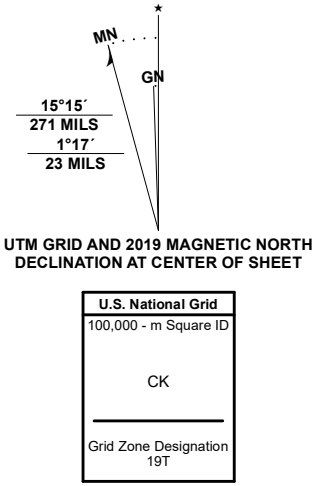 ★
MN
GN
15°15´
271 MILS
1°17´
23 MILS
UTM GRID AND 2019 MAGNETIC NORTH
DECLINATION AT CENTER OF SHEET
U.S. National Grid
100,000 - m Square ID
CK
Grid Zone Designation
19T